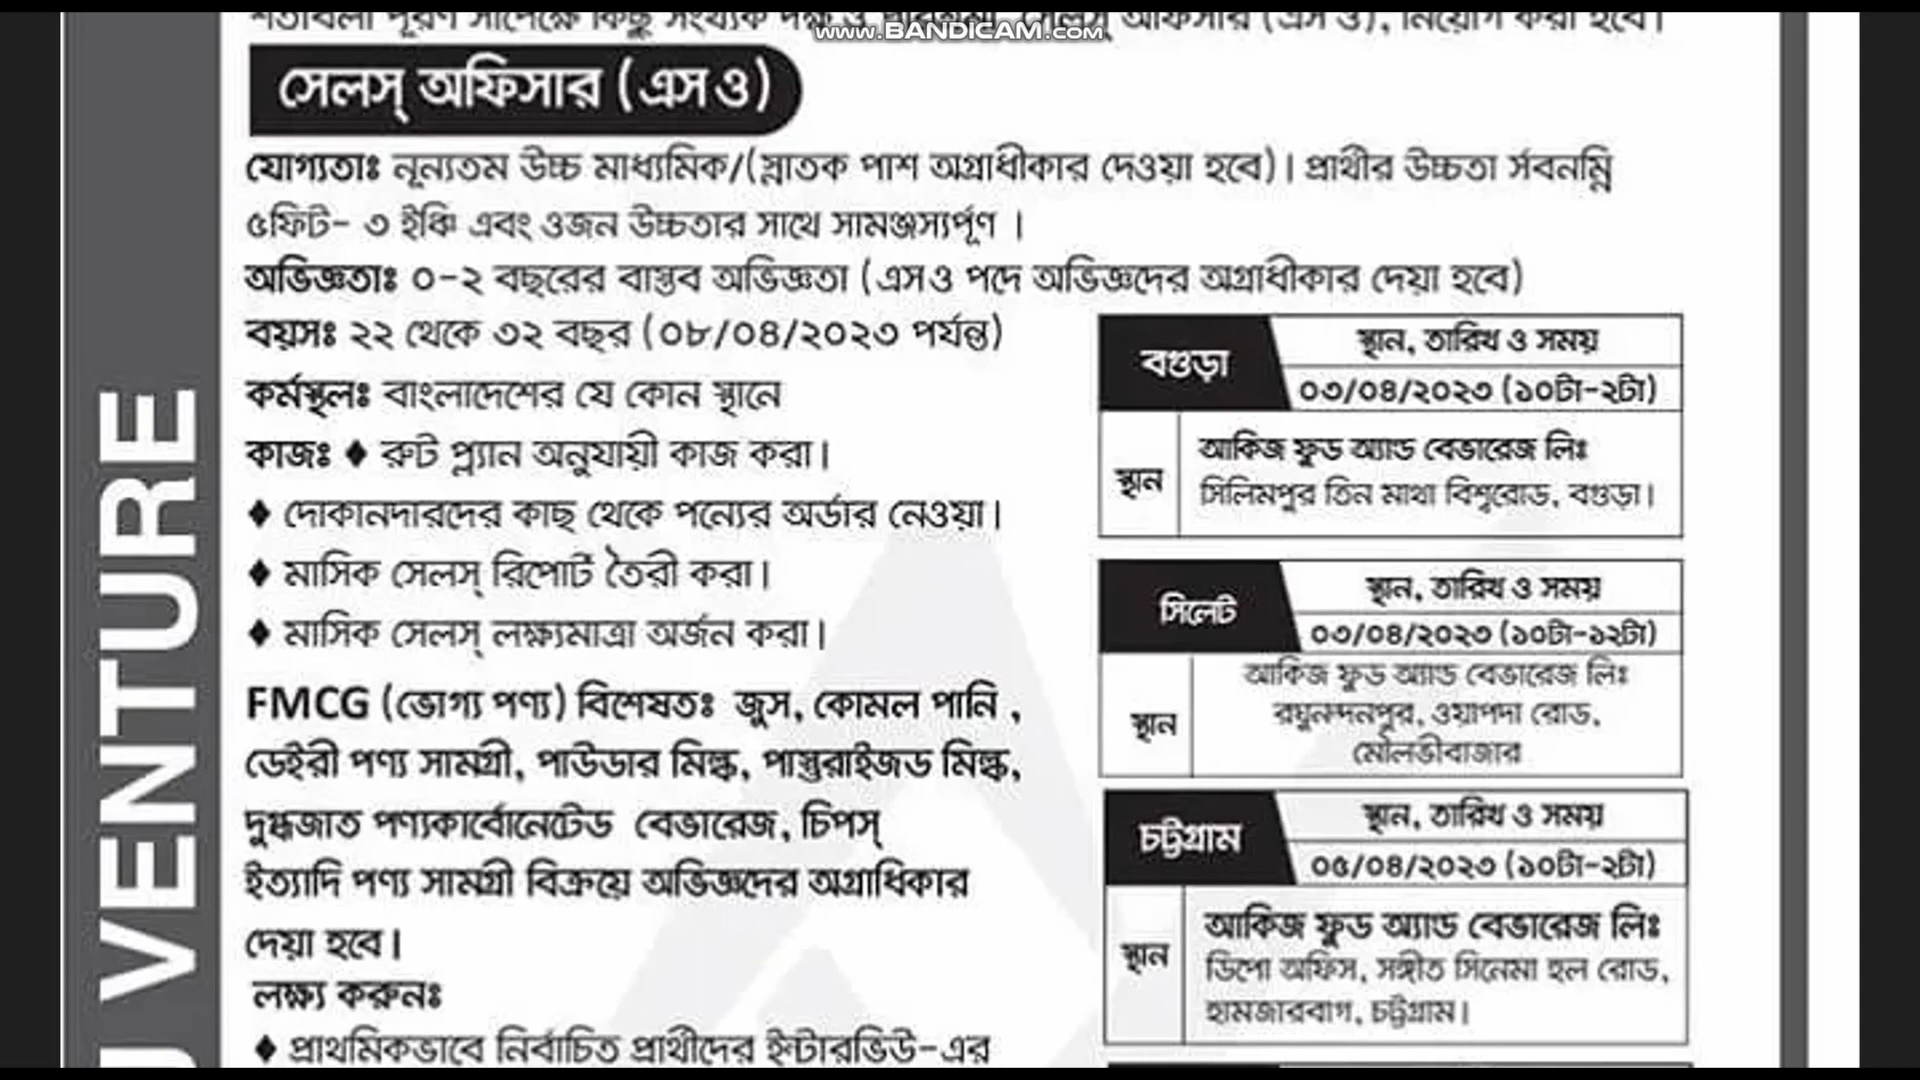 www.BANDICAM.com
সেলস্ অফিসার (এস ও)
যোগ্যতাঃ নূন্যতম উচ্চ মাধ্যমিক/(স্নাতক পাশ অগ্রাধীকার দেওয়া হবে)। প্রার্থীর উচ্চতা
৫ফিট- ৩ ইঞ্চি এবং ওজন উচ্চতার সাথে সামঞ্জস্যর্পূণ ।
অভিজ্ঞতাঃ ০-২ বছরের বাস্তব অভিজ্ঞতা (এসও পদে অভিজ্ঞদের অগ্রাধীকার দেয়া হবে)
বয়সঃ ২২ থেকে ৩২ বছর (০৮/০৪/২০২৩ পর্যন্ত)
কর্মস্থলঃ বাংলাদেশের যে কোন স্থানে
কাজঃ ♦ রুট প্ল্যান অনুযায়ী কাজ করা।
♦ দোকানদারদের কাছ থেকে পন্যের অর্ডার নেওয়া।
♦ মাসিক সেলস্ রিপোর্ট তৈরী করা।
♦ মাসিক সেলস্ লক্ষ্যমাত্রা অর্জন করা।
FMCG (ভোগ্য পণ্য) বিশেষতঃ জুস, কোমল পানি ,
ডেইরী পণ্য সামগ্রী, পাউডার মিল্ক, পাস্তুরাইজড মিল্ক,
দুগ্ধজাত পণ্যকার্বোনেটেড বেভারেজ, চিপস্
ইত্যাদি পণ্য সামগ্রী বিক্রয়ে অভিজ্ঞদের অগ্রাধিকার
দেয়া হবে।
লক্ষ্য করুনঃ
♦ প্রাথমিকভাবে নির্বাচিত প্রার্থীদের ইন্টারভিউ-এর
বগুড়া
স্থান, তারিখ ও সময়
০৩/০৪/২০২৩ (১০টা-২টা)
স্থান
আকিজ ফুড অ্যান্ড বেভারেজ লিঃ
সিলিমপুর তিন মাথা বিশ্বরোড, বগুড়া।
সিলেট
স্থান, তারিখ ও সময়
০৩/০৪/২০২৩ (১০টা-১২টা)
স্থান
আকিজ ফুড অ্যান্ড বেভারেজ লিঃ
রঘুনন্দনপুর, ওয়াপদা রোড,
মৌলভীবাজার
চট্টগ্রাম
স্থান, তারিখ ও সময়
০৫/০৪/২০২৩ (১০টা-২টা)
স্থান
আকিজ ফুড অ্যান্ড বেভারেজ লিঃ
ডিপো অফিস, সঙ্গীত সিনেমা হল রোড,
হামজারবাগ, চট্টগ্রাম।
VENTURE